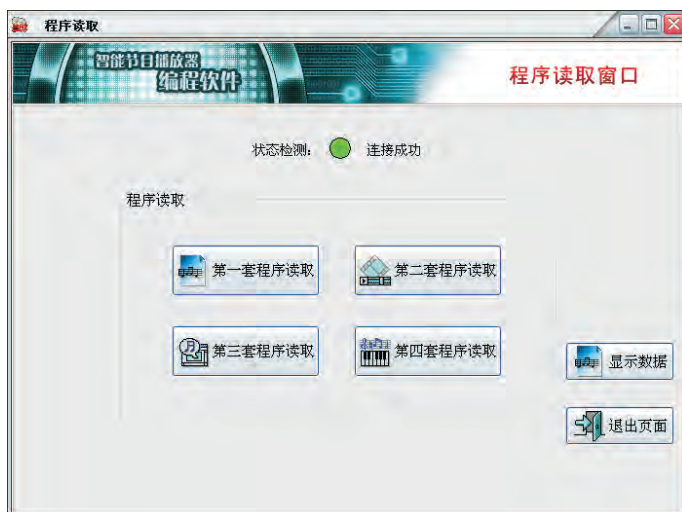 程序读取
智能节目播放器
编程软件
程序读取窗口
状态检测： 连接成功
程序读取
第一套程序读取 第二套程序读取
第三套程序读取 第四套程序读取
显示数据
退出页面